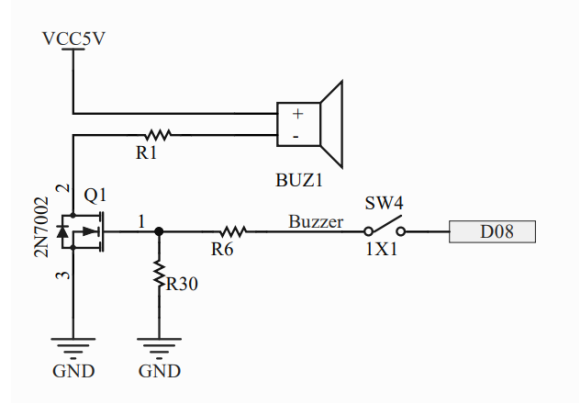 VCC5V
+
-
R1
BUZ1
2
Q1
2N7002
1
3
R6
R30
Buzzer
SW4
1X1
D08
GND
GND